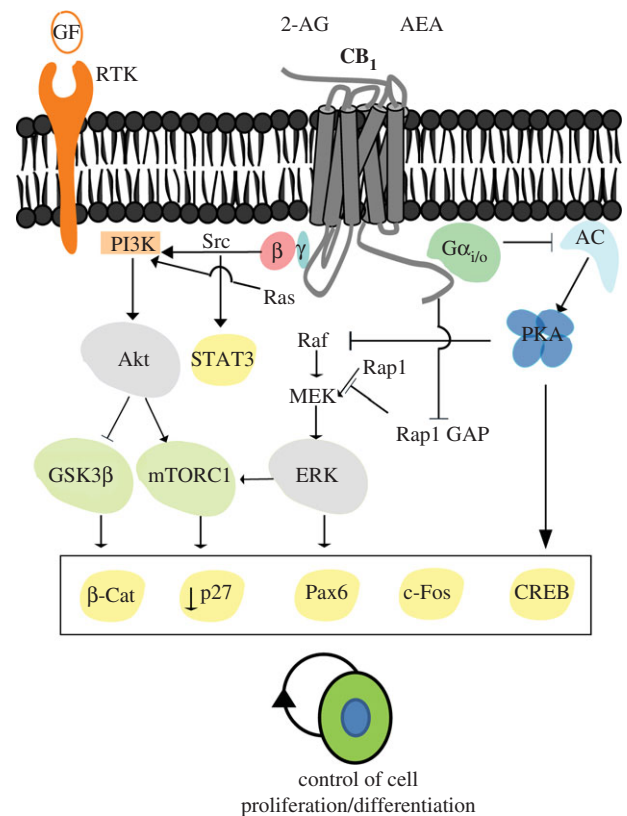 GF
RTK
2-AG
AEA
CB1
PI3K
Src
β
γ
Gαi/o
AC
Ras
PKA
Akt
STAT3
Raf
Rap1
MEK
Rap1 GAP
GSK3β
mTORC1
ERK
β-Cat
↓p27
Pax6
c-Fos
CREB
control of cell
proliferation/differentiation